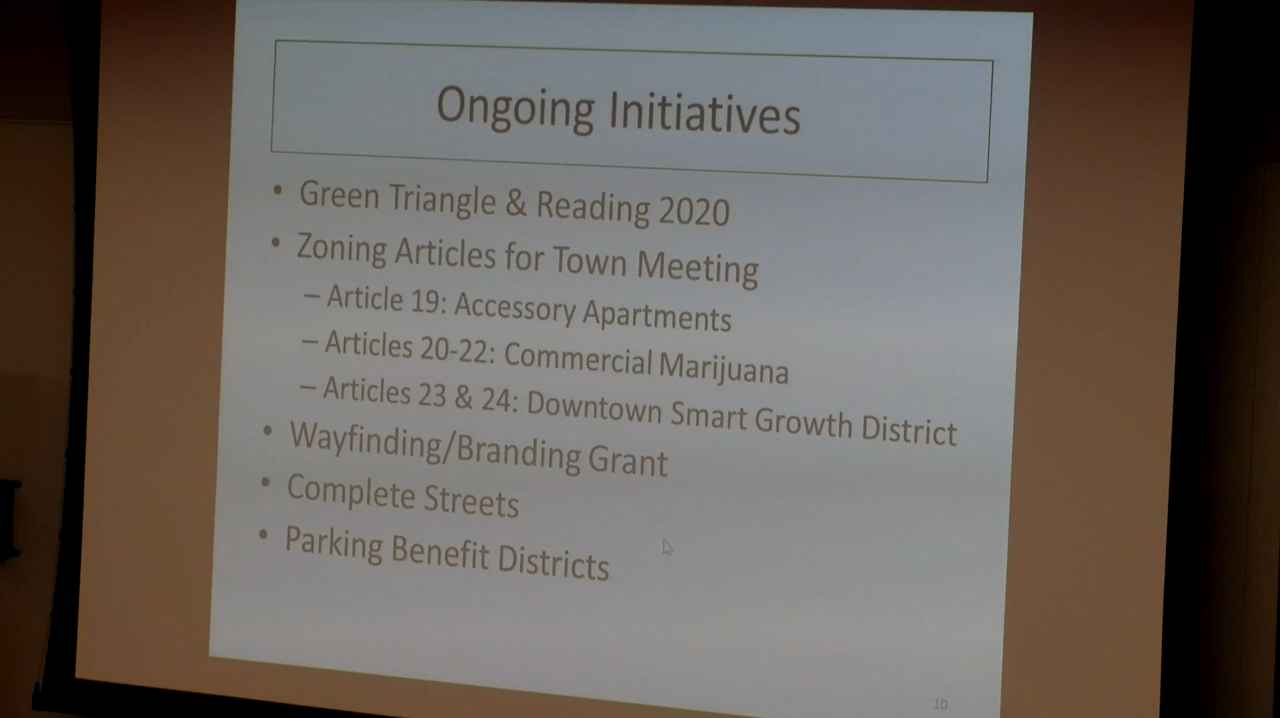 Ongoing Initiatives
• Green Triangle & Reading 2020
• Zoning Articles for Town Meeting
– Article 19: Accessory Apartments
– Articles 20-22: Commercial Marijuana
– Articles 23 & 24: Downtown Smart Growth District
• Wayfinding/Branding Grant
• Complete Streets
• Parking Benefit Districts
10